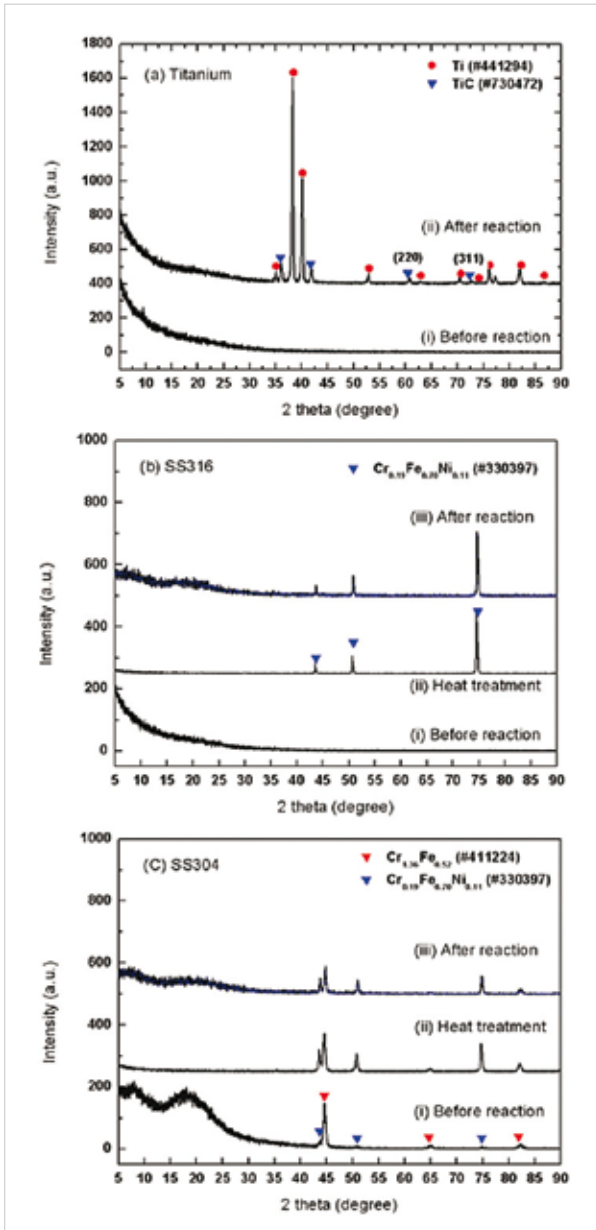 1800
1600
1400
1200
1000
800
600
400
200
0
Intensity (a.u.)
(a) Titanium
Ti (#441294)
TiC (#730472)
(ii) After reaction
(220)
(311)
(i) Before reaction
5 10 15 20 25 30 35 40 45 50 55 60 65 70 75 80 85 90
2 theta (degree)
1000
800
600
400
200
0
Intensity (a.u.)
(b) SS316
Cr0.19Fe0.70Ni0.11 (#330397)
(iii) After reaction
(ii) Heat treatment
(i) Before reaction
5 10 15 20 25 30 35 40 45 50 55 60 65 70 75 80 85 90
2 theta (degree)
1000
800
600
400
200
0
Intensity (a.u.)
(C) SS304
(#411224)
Cr0.19Fe0.70Ni0.11 (#330397)
(iii) After reaction
(ii) Heat treatment
(i) Before reaction
5 10 15 20 25 30 35 40 45 50 55 60 65 70 75 80 85 90
2 theta (degree)